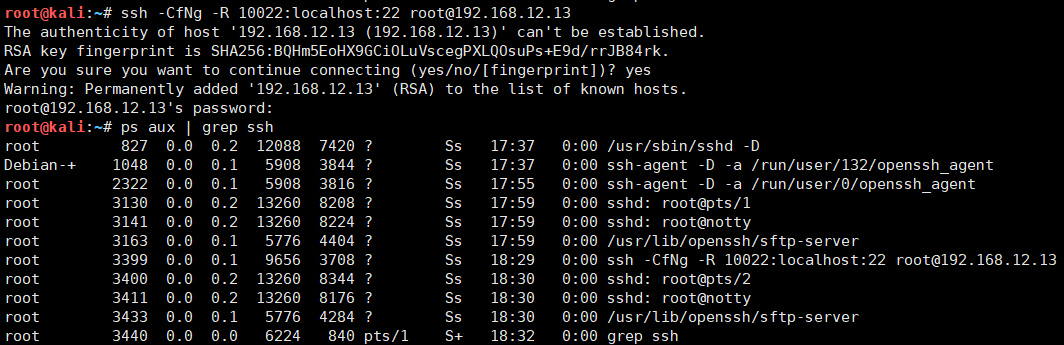 root@kali:~# ssh -CfNg -R 10022:localhost:22 root@192.168.12.13
The authenticity of host '192.168.12.13 (192.168.12.13)' can't be established.
RSA key fingerprint is SHA256:BQHm5EoHX9GCiOLuVscegPXLQOsuPs+E9d/rrJB84rk.
Are you sure you want to continue connecting (yes/no/[fingerprint])? yes
Warning: Permanently added '192.168.12.13' (RSA) to the list of known hosts.
root@192.168.12.13's password:
root@kali:~# ps aux | grep ssh
root 827 0.0 0.2 12088 7420 ? Ss 17:37 0:00 /usr/sbin/sshd -D
Debian-+ 1048 0.0 0.1 5908 3844 ? Ss 17:37 0:00 ssh-agent -D -a /run/user/132/openssh_agent
root 2322 0.0 0.1 5908 3816 ? Ss 17:55 0:00 ssh-agent -D -a /run/user/0/openssh_agent
root 3130 0.0 0.2 13260 8208 ? Ss 17:59 0:00 sshd: root@pts/1
root 3141 0.0 0.2 13260 8224 ? Ss 17:59 0:00 sshd: root@notty
root 3163 0.0 0.1 5776 4404 ? Ss 17:59 0:00 /usr/lib/openssh/sftp-server
root 3399 0.0 0.1 9656 3708 ? Ss 18:29 0:00 ssh -CfNg -R 10022:localhost:22 root@192.168.12.13
root 3400 0.0 0.2 13260 8344 ? Ss 18:30 0:00 sshd: root@pts/2
root 3411 0.0 0.2 13260 8176 ? Ss 18:30 0:00 sshd: root@notty
root 3433 0.0 0.1 5776 4284 ? Ss 18:30 0:00 /usr/lib/openssh/sftp-server
root 3440 0.0 0.0 6224 840 pts/1 S+ 18:32 0:00 grep ssh